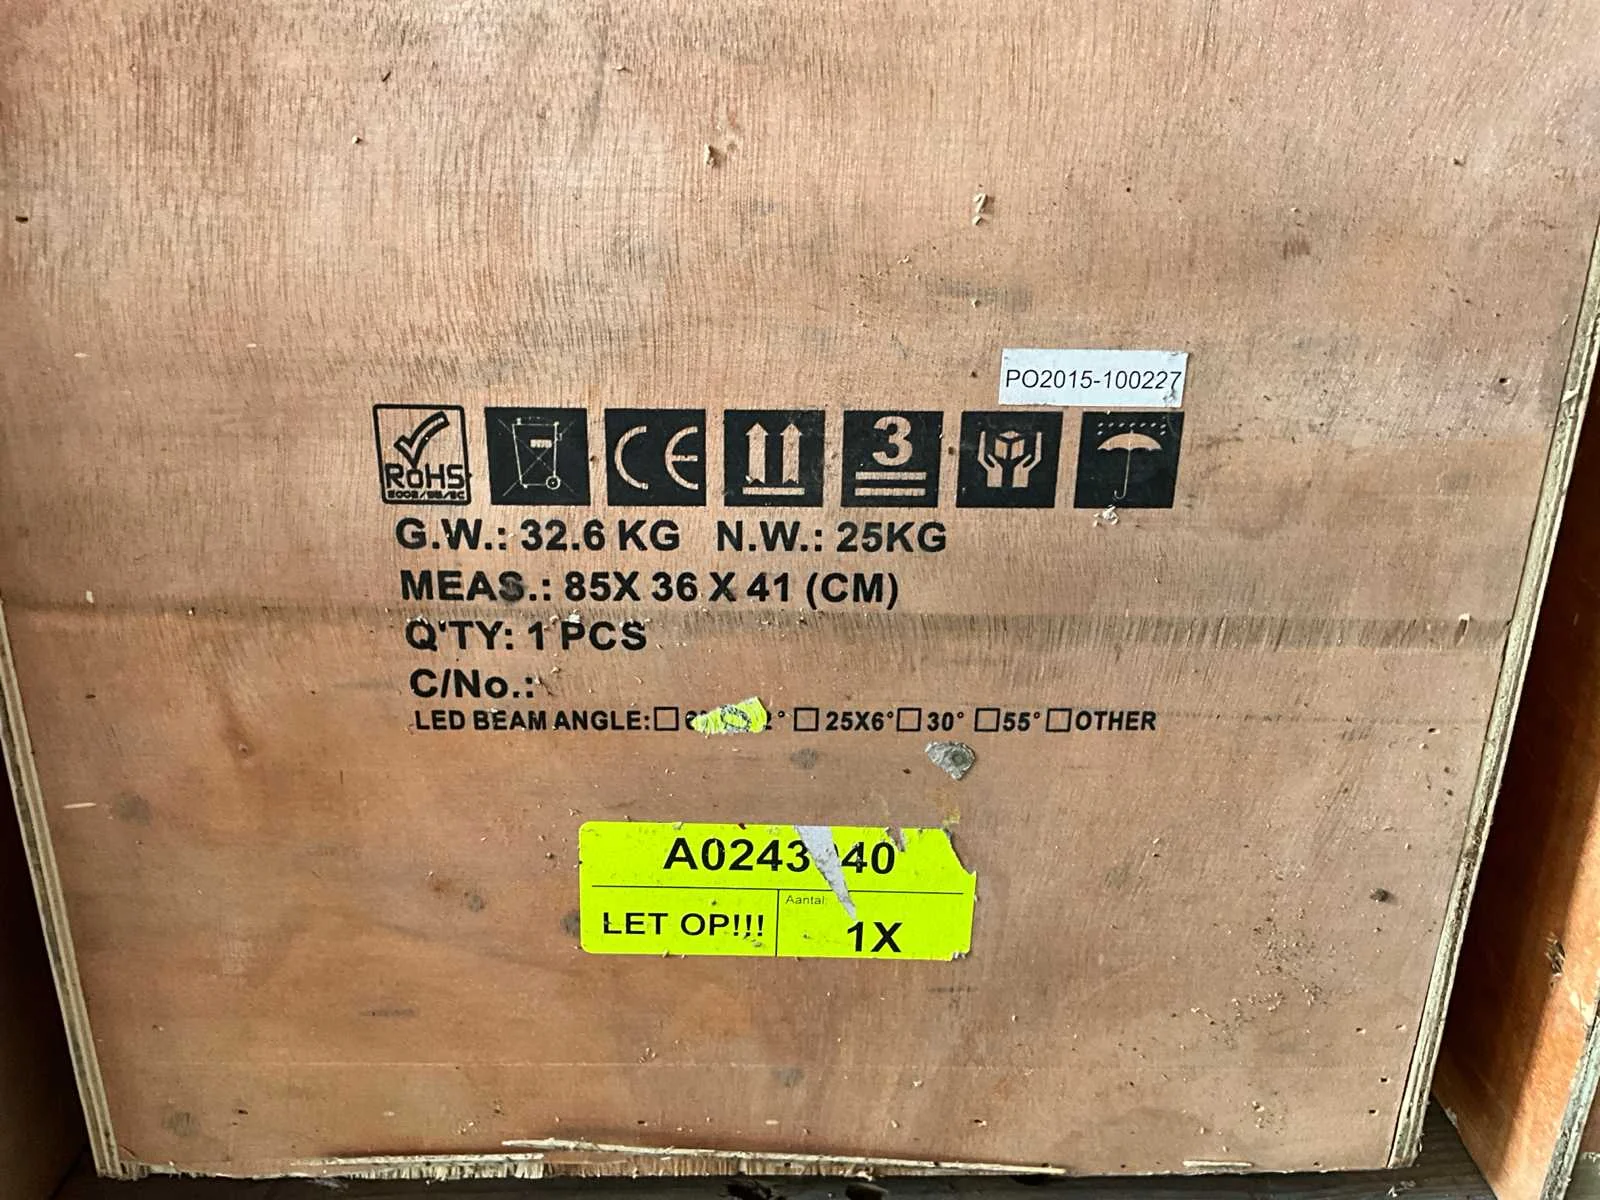 PO2015-100227
RoHS
2002/95/EC
CE
3
G.W.: 32.6 KG N.W.: 25KG
MEAS.: 85X 36 X 41 (CM)
Q'TY: 1 PCS
C/No.:
LED BEAM ANGLE: 25X6° 30° 55° OTHER
LET OP!!!
Aantal:
1X